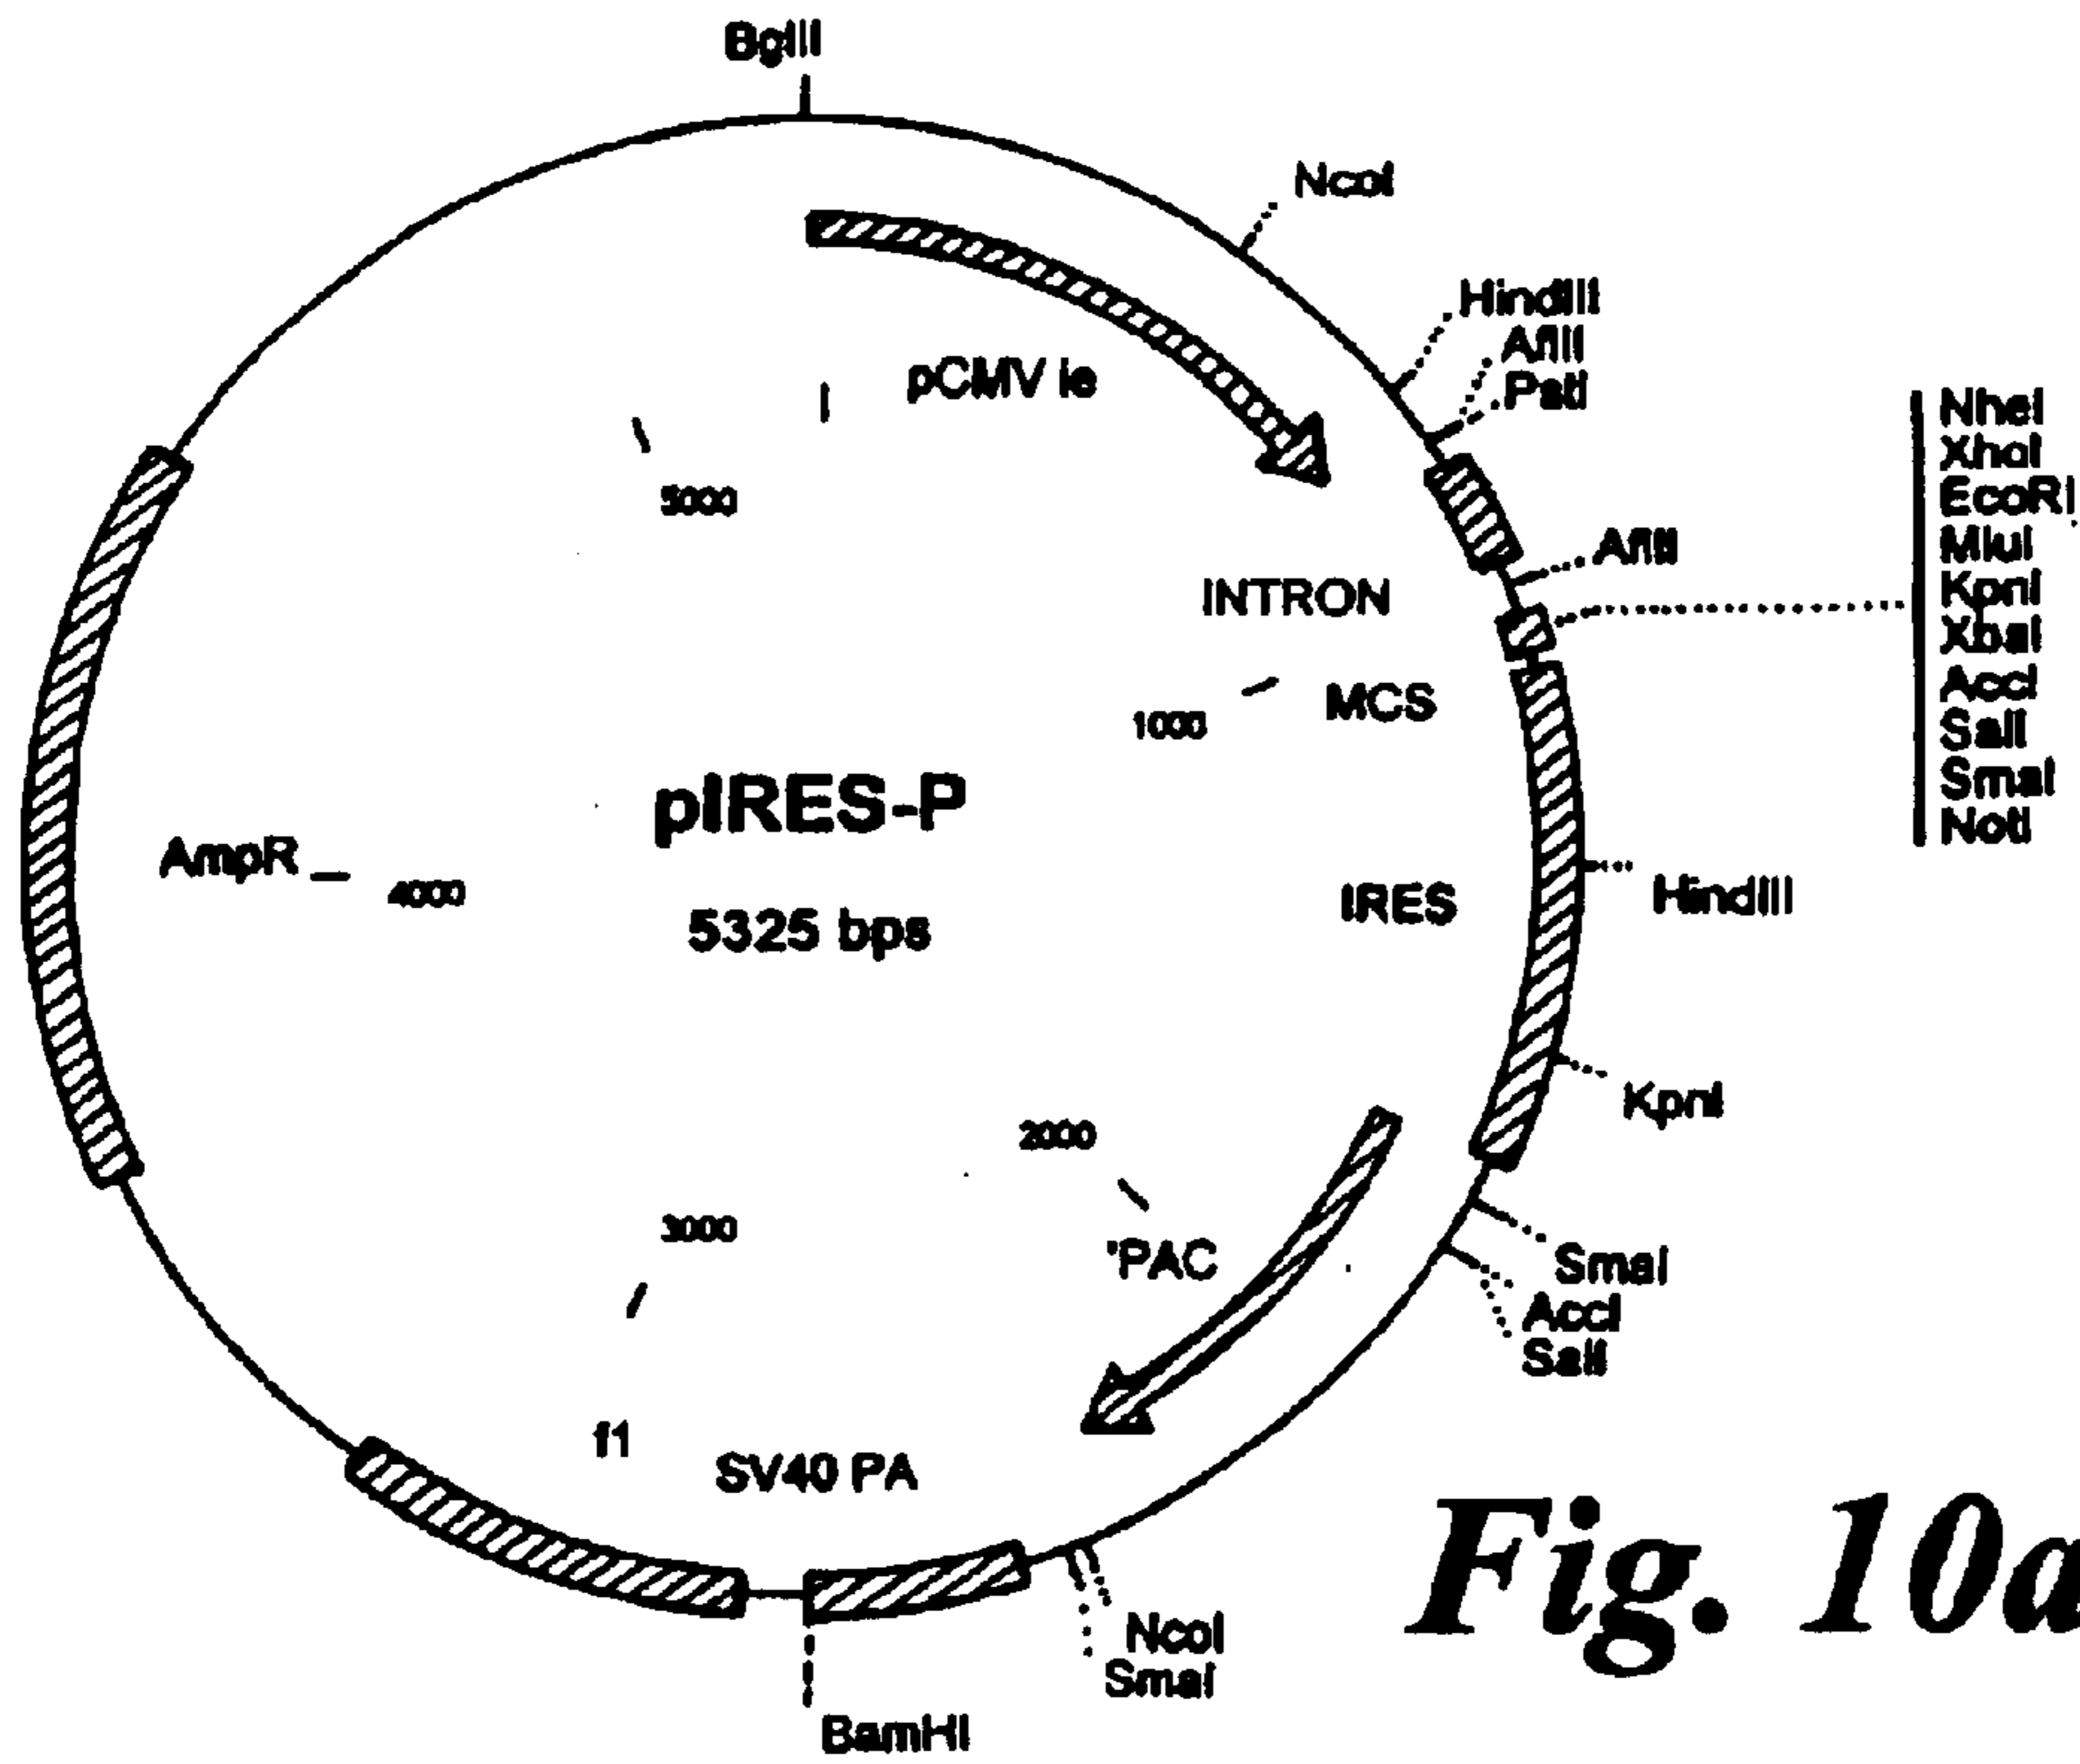 BglII
NcoI
HindIII
AflII
PstI
pCMV ie
NheI
XhoI
EcoRI
MluI
KpnI
XbaI
AccI
SalI
SmaI
NotI
5000
AflII
INTRON
MCS
1000
pIRES-P
AmpR
4000
5325 bps
IRES
HindIII
KpnI
2000
3000
'PAC
SmaI
AccI
SalI
f1
SV40 PA
Fig. 10a
NcoI
SmaI
BamHI